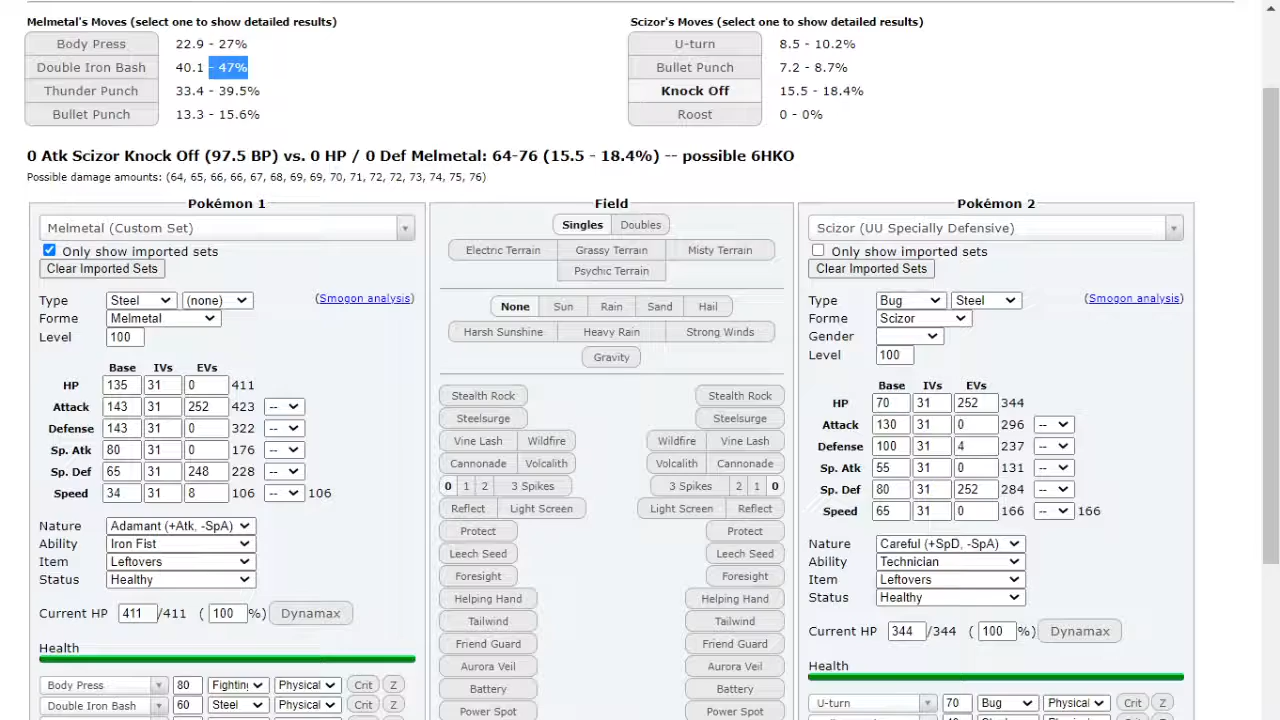 Melmetal's Moves (select one to show detailed results)
Scizor's Moves (select one to show detailed results)
Body Press 22.9 - 27%
U-turn 8.5 - 10.2%
Double Iron Bash 40.1 - 47%
Bullet Punch 7.2 - 8.7%
Thunder Punch 33.4 - 39.5%
Knock Off 15.5 - 18.4%
Bullet Punch 13.3 - 15.6%
Roost 0 - 0%
0 Atk Scizor Knock Off (97.5 BP) vs. 0 HP / 0 Def Melmetal: 64-76 (15.5 - 18.4%) -- possible 6HKO
Possible damage amounts: (64, 65, 66, 66, 67, 68, 69, 69, 70, 71, 72, 72, 73, 74, 75, 76)
Pokémon 1
Melmetal (Custom Set)
Only show imported sets
Clear Imported Sets
Type Steel (none) (Smogon analysis)
Forme Melmetal
Level 100
Base IVs EVs
HP 135 31 0 411
Attack 143 31 252 423 --
Defense 143 31 0 322 --
Sp. Atk 80 31 0 176 --
Sp. Def 65 31 248 228 --
Speed 34 31 8 106 -- 106
Nature Adamant (+Atk, -SpA)
Ability Iron Fist
Item Leftovers
Status Healthy
Current HP 411 /411 ( 100 %) Dynamax
Health
Body Press 80 Fighting Physical Crit Z
Double Iron Bash 60 Steel Physical Crit Z
Field
Singles Doubles
Electric Terrain Grassy Terrain Misty Terrain
Psychic Terrain
None Sun Rain Sand Hail
Harsh Sunshine Heavy Rain Strong Winds
Gravity
Stealth Rock Stealth Rock
Steelsurge Steelsurge
Vine Lash Wildfire Wildfire Vine Lash
Cannonade Volcalith Volcalith Cannonade
0 1 2 3 Spikes 3 Spikes 2 1 0
Reflect Light Screen Light Screen Reflect
Protect Protect
Leech Seed Leech Seed
Foresight Foresight
Helping Hand Helping Hand
Tailwind Tailwind
Friend Guard Friend Guard
Aurora Veil Aurora Veil
Battery Battery
Power Spot Power Spot
Pokémon 2
Scizor (UU Specially Defensive)
Only show imported sets
Clear Imported Sets
Type Bug Steel (Smogon analysis)
Forme Scizor
Gender
Level 100
Base IVs EVs
HP 70 31 252 344
Attack 130 31 0 296 --
Defense 100 31 4 237 --
Sp. Atk 55 31 0 131 --
Sp. Def 80 31 252 284 --
Speed 65 31 0 166 -- 166
Nature Careful (+SpD, -SpA)
Ability Technician
Item Leftovers
Status Healthy
Current HP 344 /344 ( 100 %) Dynamax
Health
U-turn 70 Bug Physical Crit Z